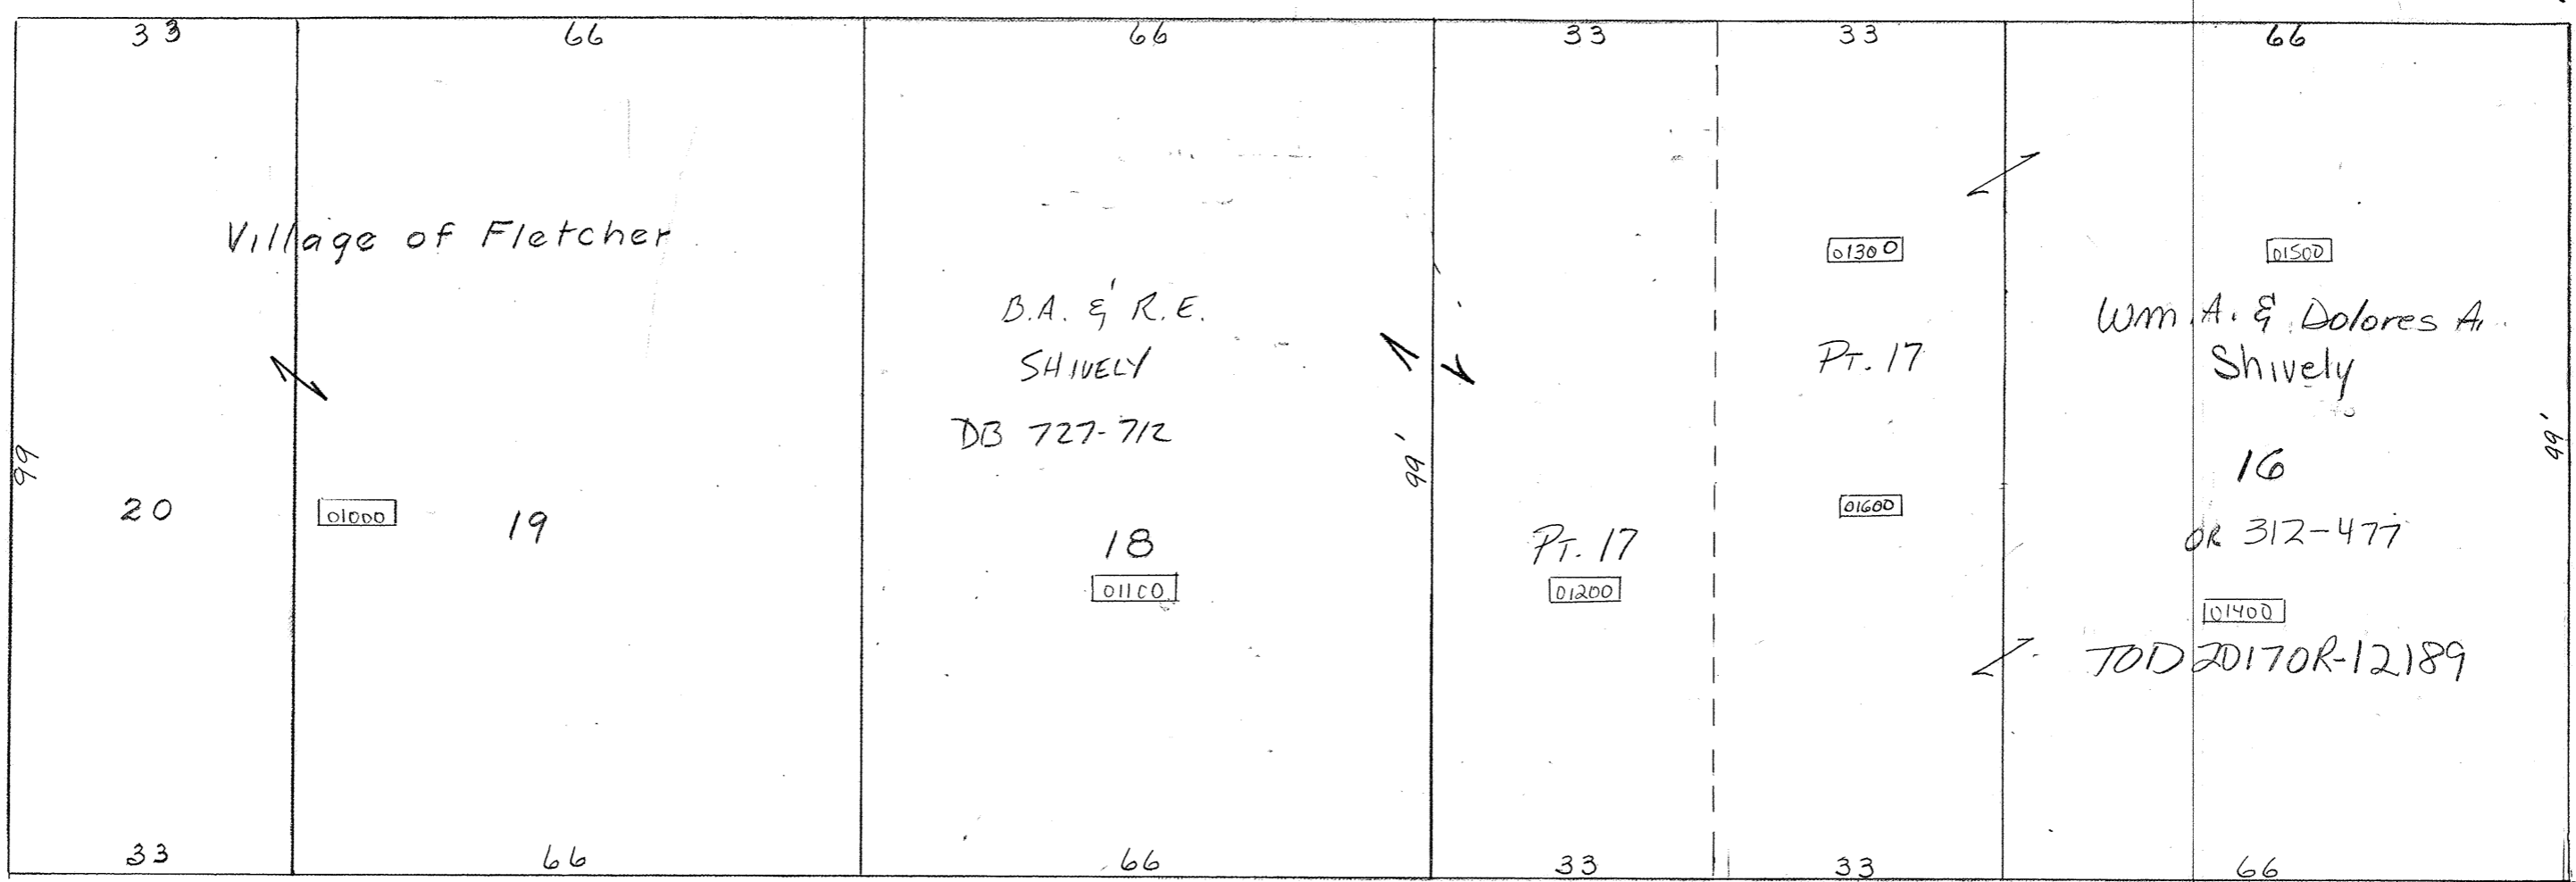 33
66
66
33
33
66
Village of Fletcher
99
20
01000
19
B.A. & R.E.
SHIVELY
DB 727-712
18
01100
99'
Pt. 17
01200
01300
Pt. 17
01600
01500
Wm. A. & Dolores A.
Shively
16
OR 312-477
01400
TOD 2017OR-12189
99'
33
66
66
33
33
66